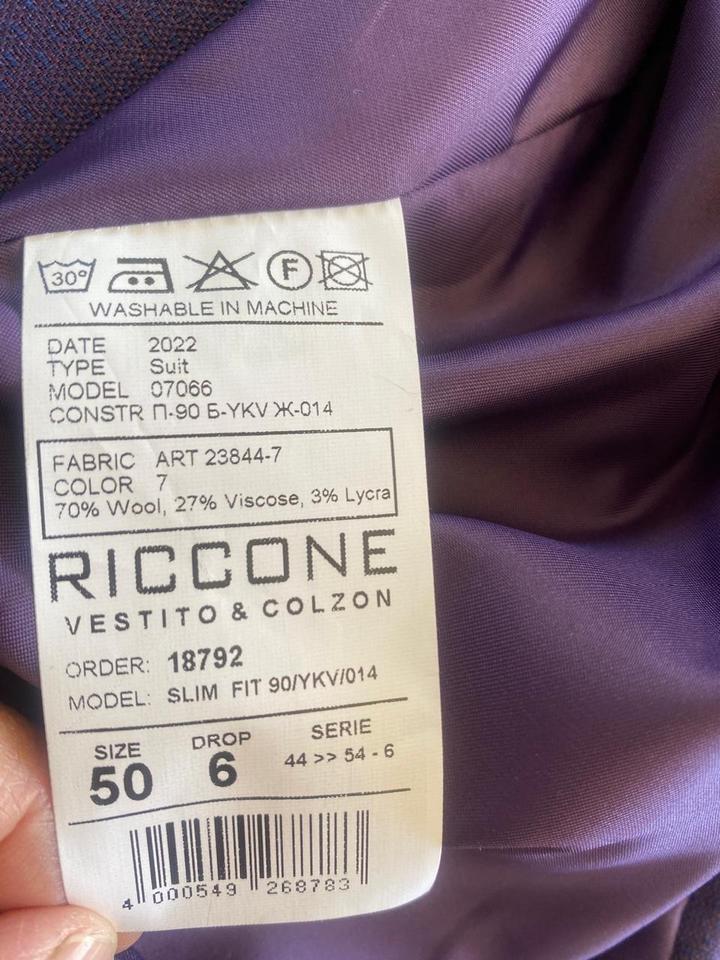 30° F
WASHABLE IN MACHINE
DATE 2022
TYPE Suit
MODEL 07066
CONSTR П-90 Б-YKV Ж-014
FABRIC ART 23844-7
COLOR 7
70% Wool, 27% Viscose, 3% Lycra
RICCONE
VESTITO & COLZON
ORDER: 18792
MODEL: SLIM FIT 90/YKV/014
SIZE DROP SERIE
50 6 44 >> 54 - 6
4 000549 268783